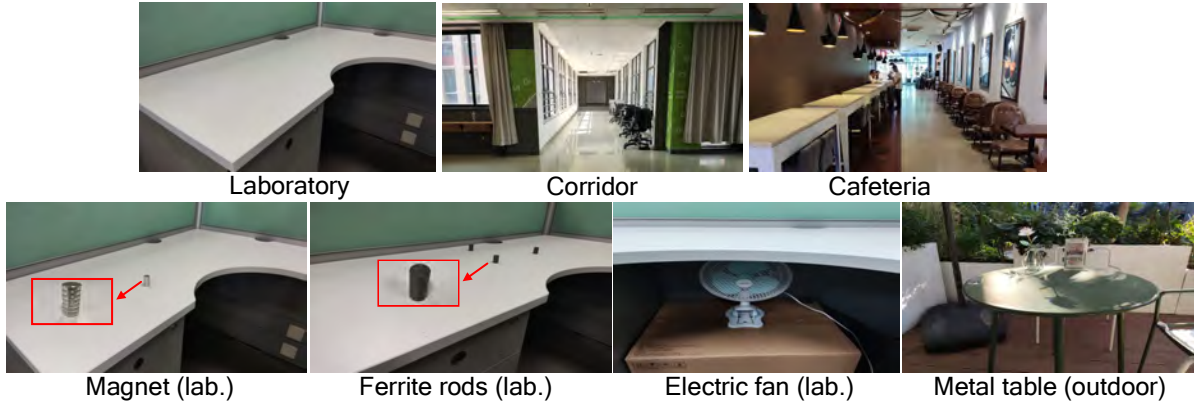 Laboratory
Corridor
Cafeteria
Magnet (lab.)
Ferrite rods (lab.)
Electric fan (lab.)
Metal table (outdoor)